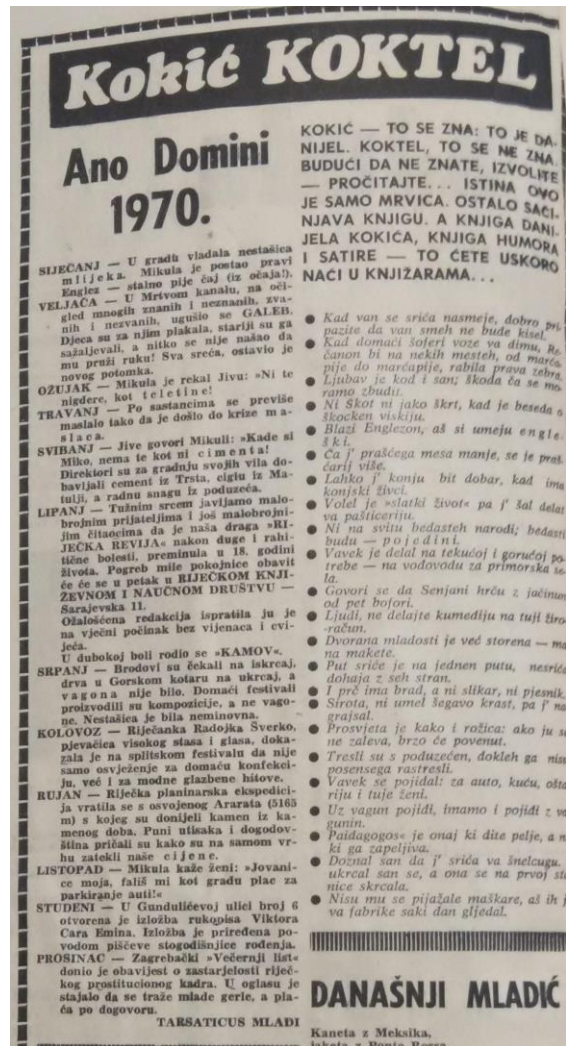 Kokić KOKTEL
Ano Domini
1970.
SIJEČANJ — U gradu vladala nestašica
mlijeka. Mikula je postao pravi
Englez — stalno pije čaj (iz očaja!).
VELJAČA — U Mrtvom kanalu, na oči-
gled mnogih znanih i neznanih, zva-
nih i nezvanih, ugušio se GALEB.
Djeca su za njim plakala, stariji su ga
sažaljevali, a nitko se nije našao da
mu pruži ruku! Sva sreća, ostavio je
novog potomka.
OŽUJAK — Mikula je rekal Jivu: »Ni te
nigdere, kot teletine!
TRAVANJ — Po sastancima se previše
maslalo tako da je došlo do krize ma-
slaca.
SVIBANJ — Jive govori Mikuli: »Kade si
Miko, nema te kot ni cimenta!
Direktori su za gradnju svojih vila do-
bavljali cement iz Trsta, ciglu iz Ma-
tulji, a radnu snagu iz poduzeća.
LIPANJ — Tužnim srcem javljamo malo-
brojnim prijateljima i još malobrojni-
jim čitaocima da je naša draga »RI-
JEČKA REVIJA« nakon duge i rahi-
tične bolesti, preminula u 18. godini
života. Pogreb mile pokojnice obavit
će će se u petak u RIJEČKOM KNJI-
ŽEVNOM I NAUČNOM DRUŠTVU —
Sarajevska 11.
Ožalošćena redakcija ispratila ju je
na vječni počinak bez vijenaca i cvi-
jeća.
U dubokoj boli rodio se »KAMOV«.
SRPANJ — Brodovi su čekali na iskrcaj,
drva u Gorskom kotaru na ukrcaj, a
vagona nije bilo. Domaći festivali
proizvodili su kompozicije, a ne vago-
ne. Nestašica je bila neminovna.
KOLOVOZ — Riječanka Radojka Šverko,
pjevačica visokog stasa i glasa, doka-
zala je na splitskom festivalu da nije
samo osvježenje za domaću konfekci-
ju, već i za modne glazbene hitove.
RUJAN — Riječka planinarska ekspedici-
ja vratila se s osvojenog Ararata (5165
m) s kojeg su donijeli kamen iz ka-
menog doba. Puni utisaka i dogodov-
ština pričali su kako su na samom vr-
hu zatekli naše cijene.
LISTOPAD — Mikula kaže ženi: »Jovani-
ce moja, fališ mi kot gradu plac za
parkiranje auti!«
STUDENI — U Gundulićevoj ulici broj 6
otvorena je izložba rukopisa Viktora
Cara Emina. Izložba je priređena po-
vodom piščeve stogodišnjice rođenja.
PROSINAC — Zagrebački »Večernji list«
donio je obavijest o zastarjelosti riječ-
kog prostitucionog kadra. U oglasu je
stajalo da se traže mlade gerle, a pla-
ća po dogovoru.
TARSATICUS MLADI
KOKIĆ — TO SE ZNA: TO JE DA-
NIJEL. KOKTEL, TO SE NE ZNA.
BUDUĆI DA NE ZNATE, IZVOLITE
— PROČITAJTE... ISTINA OVO
JE SAMO MRVICA. OSTALO SAČI-
NJAVA KNJIGU. A KNJIGA DANI-
JELA KOKIĆA, KNJIGA HUMORA
I SATIRE — TO ĆETE USKORO
NAĆI U KNJIŽARAMA...
● Kad van se srića nasmeje, dobro pri-
pazite da van smeh ne bude kisel.
● Kad domaći šoferi voze va dimu, Re-
čanon bi na nekih mesteh, od marča-
pije do marčapije, rabila prava zebra.
● Ljubav je kod i san; škoda ča se mo-
ramo zbudit.
● Ni Škot ni jako škrt, kad je beseda o
škocken viskiju.
● Blazi Englezon, aš si umeju engle-
ški.
● Ča j' prašćega mesa manje, se je praš-
ćarij više.
● Lahko j' konju bit dobar, kad ima
konjski živci.
● Volel je »slatki život« pa j' šal delat
va pašticeriju.
● Ni na svitu bedasteh narodi; bedasti
budu — pojedini.
● Vavek je delal na tekućoj i gorućoj po-
trebe — na vodovodu za primorska se-
la.
● Govori se da Senjani hrču z jačinun
od pet bofori.
● Ljudi, ne delajte kumediju na tuji žiro-
-račun.
● Dvorana mladosti je već storena — ma
na makete.
● Put sriće je na jednen putu, nesrića
dohaja z seh stran.
● I prč ima brad, a ni slikar, ni pjesnik.
● Sirota, ni umel šegavo krast, pa j' na-
grajsal.
● Prosvjeta je kako i rožica: ako ju se
ne zaleva, brzo će povenut.
● Tresli su s poduzećen, dokleh ga nisu
posensega rastresli.
● Vavek se pojidal: za auto, kuću, ošta-
riju i tuje ženi.
● Uz vagun pojidi, imamo i pojidi z va-
gunin.
● Paidagogos« je onaj ki dite pelje, a ne
ki ga zapeljiva.
● Doznal san da j' srića va šnelcugu.
ukrcal san se, a ona se na prvoj sta-
nice skrcala.
● Nisu mu se pijažale maškare, aš ih je
va fabrike saki dan gljedal.
DANAŠNJI MLADIĆ
Kaneta z Meksika,
jaketa z Ponte Rossa